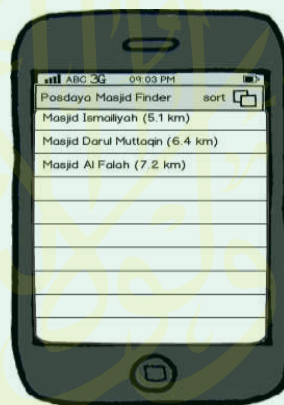 ABC 3G 09:03 PM
Posdaya Masjid Finder sort
Masjid Ismailiyah (5.1 km)
Masjid Darul Muttaqin (6.4 km)
Masjid Al Falah (7.2 km)